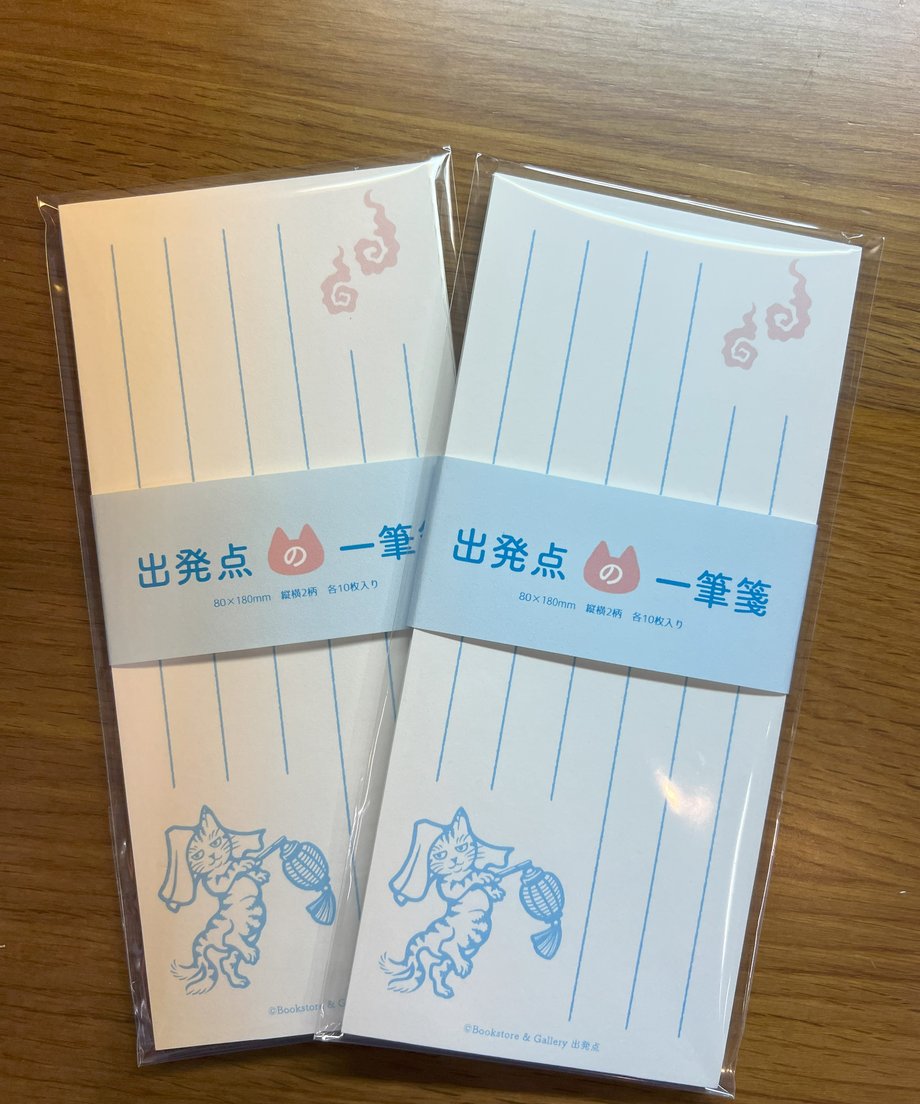 出発点の一筆
80×180mm 縦横2柄 各10枚入り
©Bookstore & Ga
出発点の一筆箋
80×180mm 縦横2柄 各10枚入り
©Bookstore & Gallery 出発点